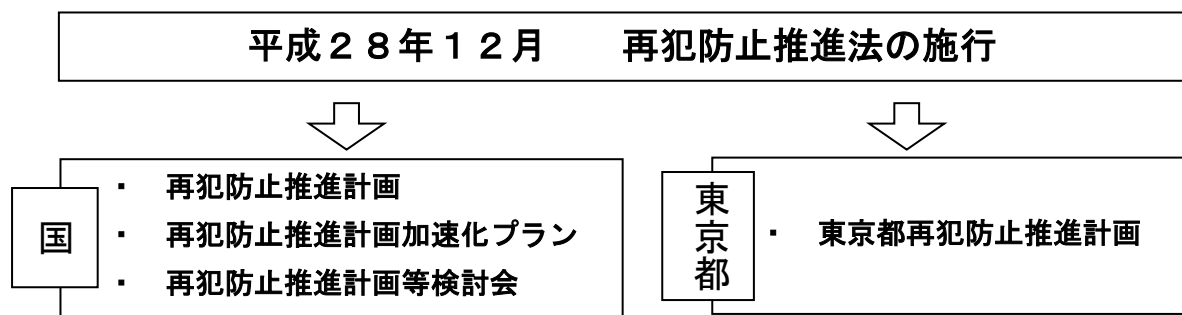 平成２８年１２月　　再犯防止推進法の施行
国
・　再犯防止推進計画
・　再犯防止推進計画加速化プラン
・　再犯防止推進計画等検討会
東京都
・　東京都再犯防止推進計画